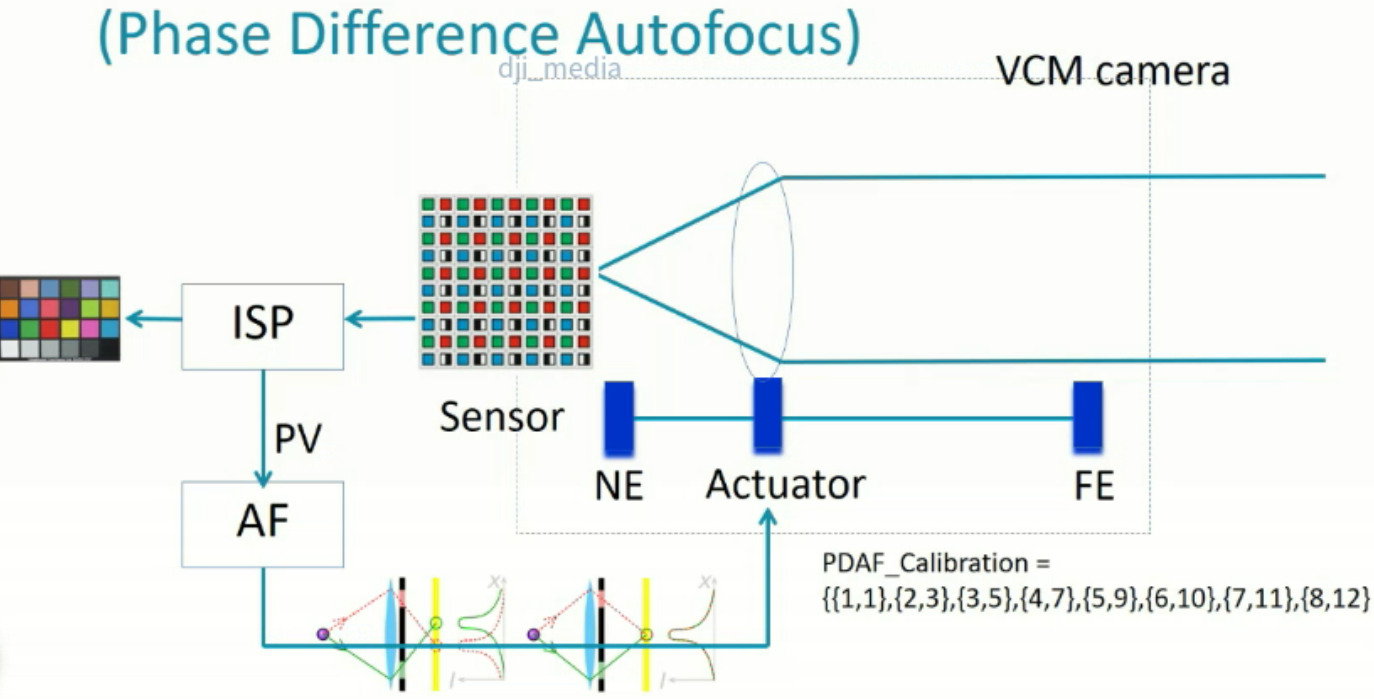 (Phase Difference Autofocus)
dji_media
VCM camera
ISP
Sensor
PV
NE
Actuator
FE
AF
PDAF_Calibration =
{{1,1},{2,3},{3,5},{4,7},{5,9},{6,10},{7,11},{8,12}
x
I
x
I